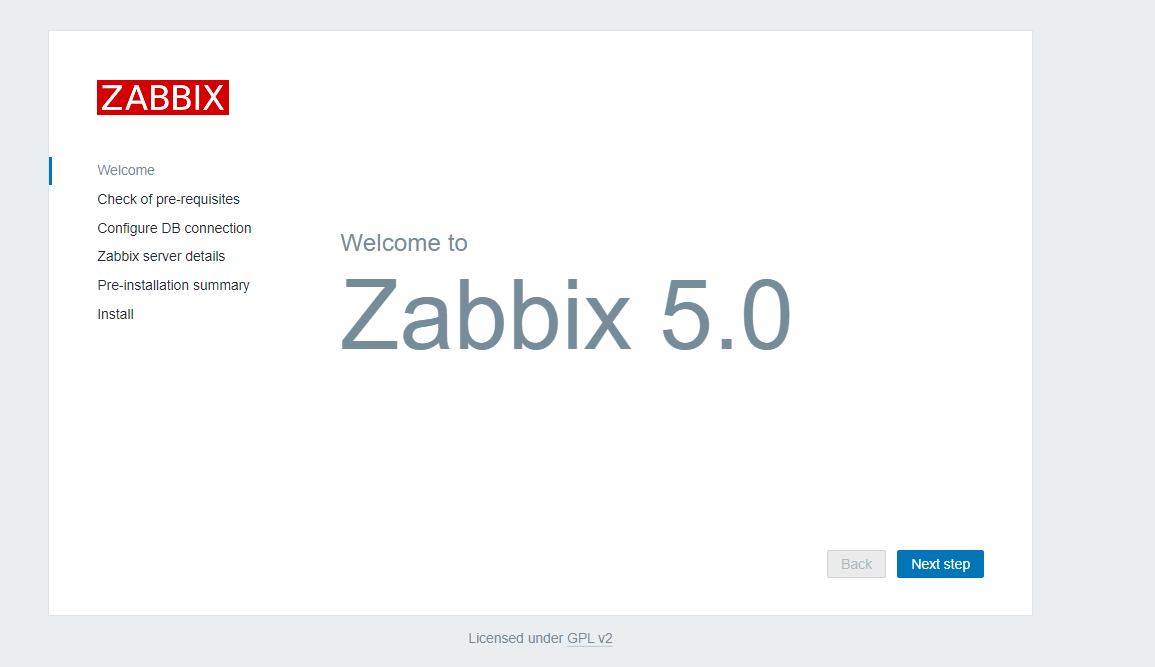 ZABBIX
Welcome
Check of pre-requisites
Configure DB connection
Zabbix server details
Pre-installation summary
Install
Welcome to
Zabbix 5.0
Back
Next step
Licensed under GPL v2